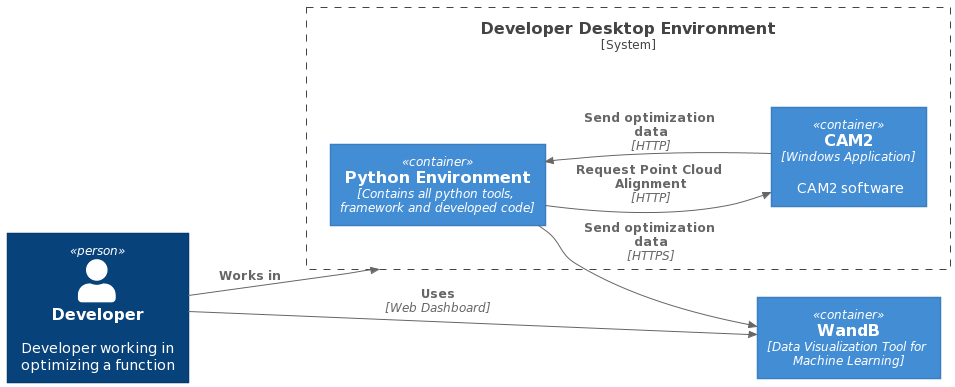 Developer Desktop Environment
[System]
Send optimization
data
[HTTP]
«container»
CAM2
[Windows Application]
CAM2 software
«container»
Python Environment
[Contains all python tools,
framework and developed code]
Request Point Cloud
Alignment
[HTTP]
Send optimization
data
[HTTPS]
«person»
Developer
Developer working in
optimizing a function
Works in
Uses
[Web Dashboard]
«container»
WandB
[Data Visualization Tool for
Machine Learning]